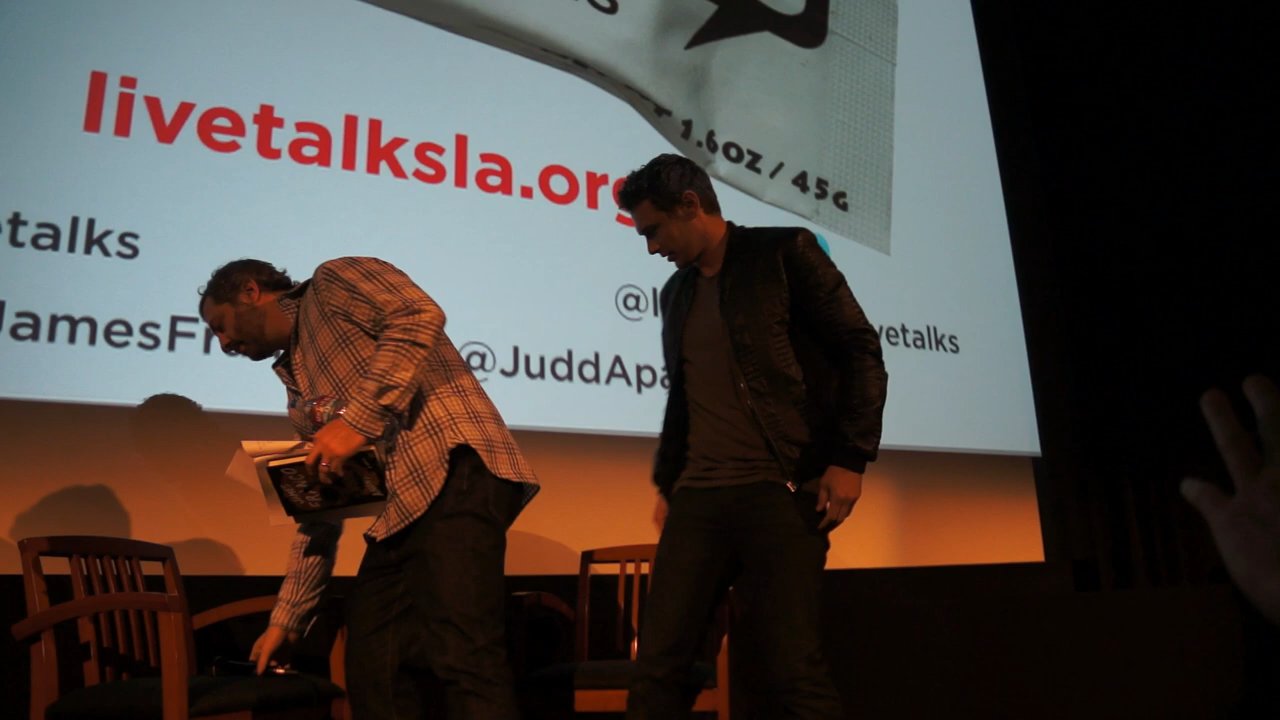 1.6OZ / 45G
livetalksla.org
etalks
JamesFr
@JuddApa
@l
vetalks